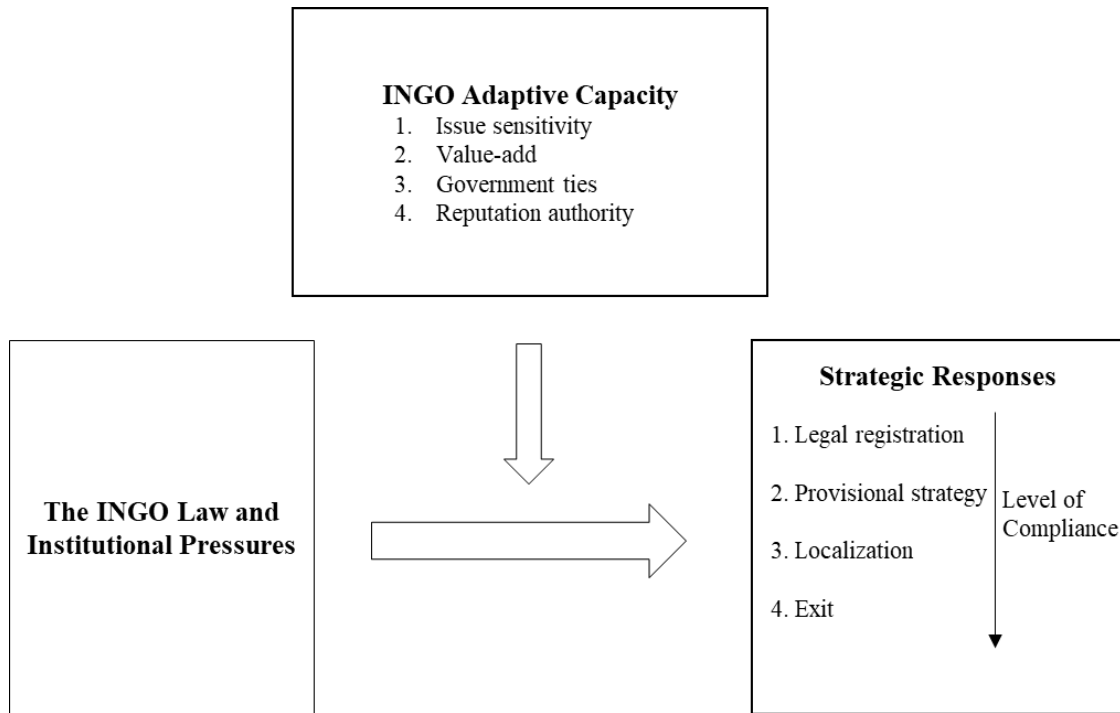 INGO Adaptive Capacity
1. Issue sensitivity
2. Value-add
3. Government ties
4. Reputation authority
The INGO Law and
Institutional Pressures
Strategic Responses
1. Legal registration
2. Provisional strategy
3. Localization
4. Exit
Level of
Compliance